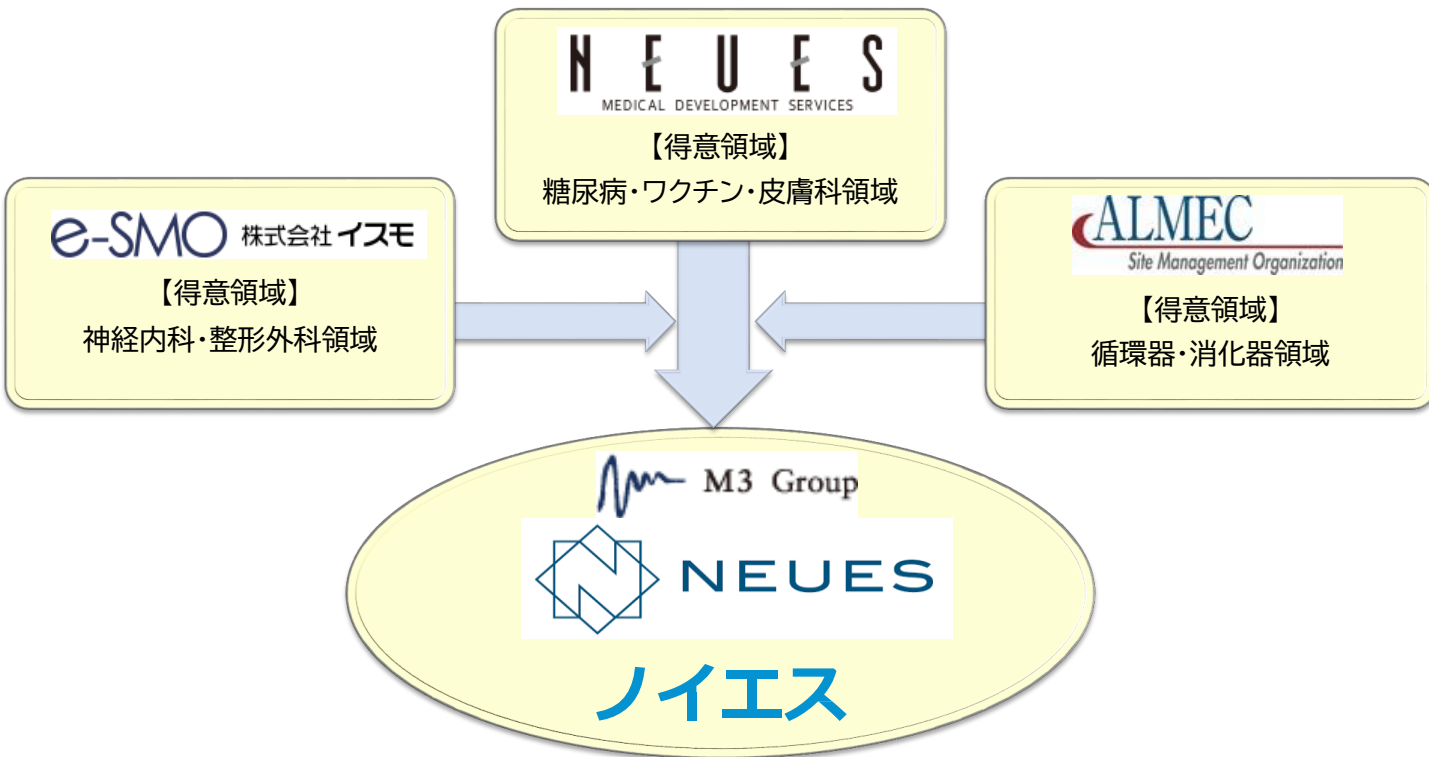 NEUES
MEDICAL DEVELOPMENT SERVICES
【得意領域】
糖尿病・ワクチン・皮膚科領域
e-SMO 株式会社イスモ
【得意領域】
神経内科・整形外科領域
ALMEC
Site Management Organization
【得意領域】
循環器・消化器領域
M3 Group
NEUES
ノイエス